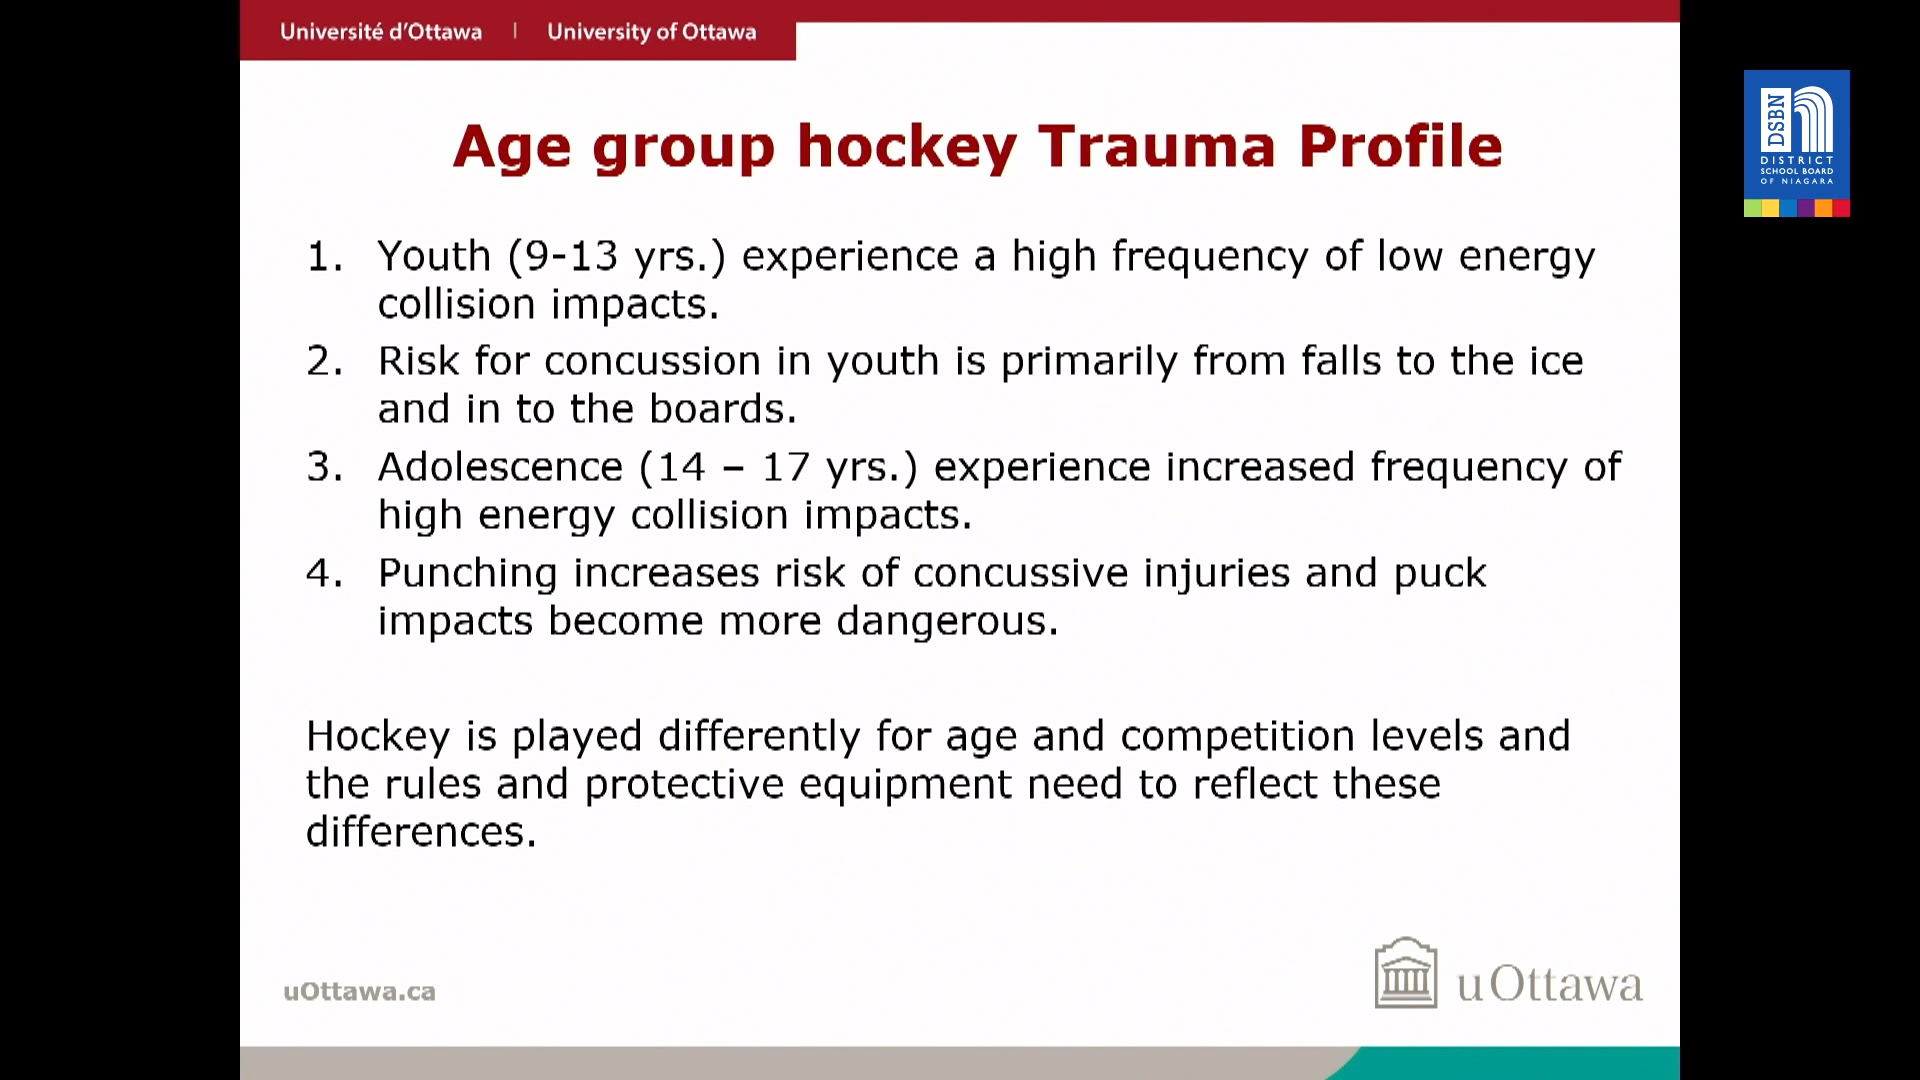 Université d'Ottawa | University of Ottawa
DSBN
DISTRICT
SCHOOL BOARD
OF NIAGARA
Age group hockey Trauma Profile
1. Youth (9-13 yrs.) experience a high frequency of low energy
collision impacts.
2. Risk for concussion in youth is primarily from falls to the ice
and in to the boards.
3. Adolescence (14 – 17 yrs.) experience increased frequency of
high energy collision impacts.
4. Punching increases risk of concussive injuries and puck
impacts become more dangerous.
Hockey is played differently for age and competition levels and
the rules and protective equipment need to reflect these
differences.
uOttawa.ca
uOttawa